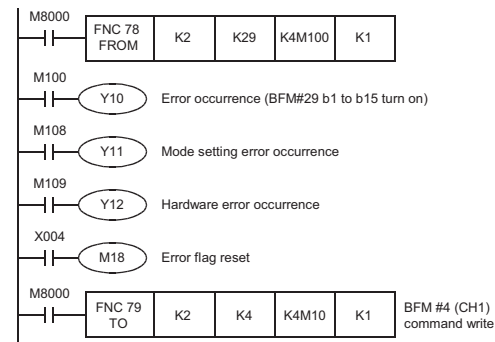 M8000
FNC 78
FROM
K2
K29
K4M100
K1
M100
Y10
Error occurrence (BFM#29 b1 to b15 turn on)
M108
Y11
Mode setting error occurrence
M109
Y12
Hardware error occurrence
X004
M18
Error flag reset
M8000
FNC 79
TO
K2
K4
K4M10
K1
BFM #4 (CH1)
command write